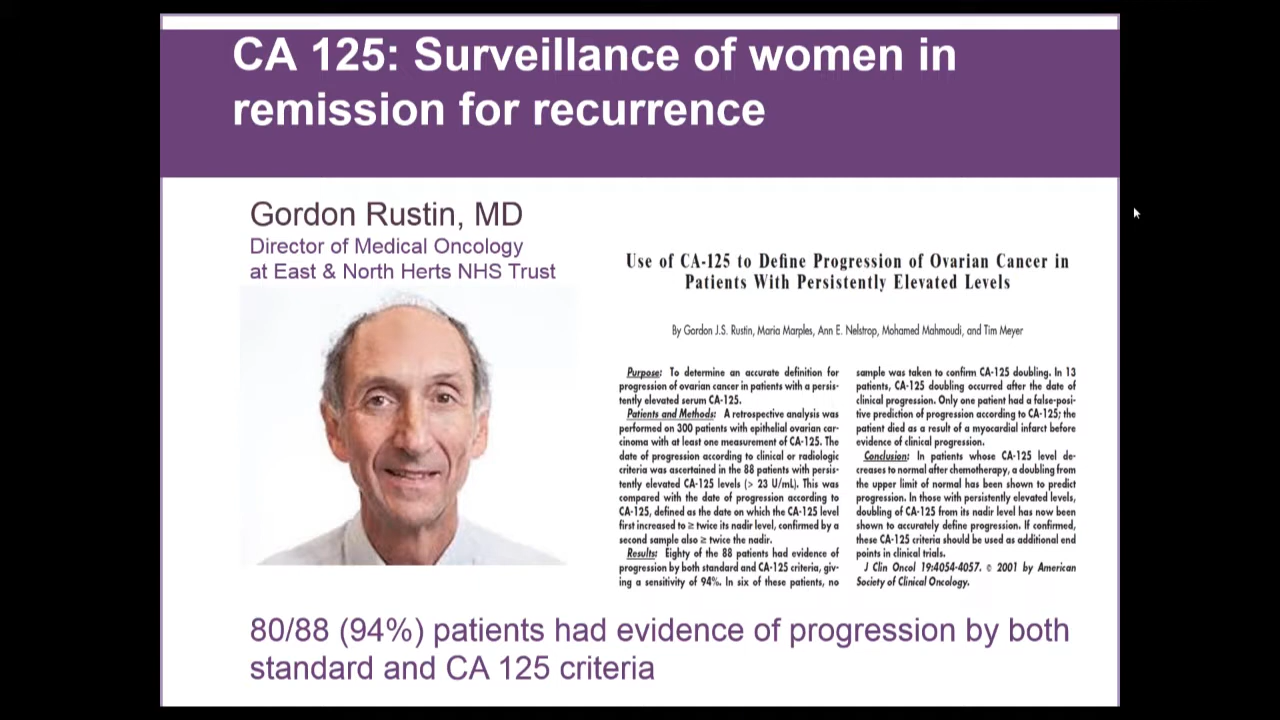 CA 125: Surveillance of women in
remission for recurrence
Gordon Rustin, MD
Director of Medical Oncology
at East & North Herts NHS Trust
Use of CA-125 to Define Progression of Ovarian Cancer in
Patients With Persistently Elevated Levels
By Gordon J.S. Rustin, Maria Marples, Ann E. Nelstrop, Mohamed Mahmoudi, and Tim Meyer
Purpose: To determine an accurate definition for
progression of ovarian cancer in patients with a persis-
tently elevated serum CA-125.
Patients and Methods: A retrospective analysis was
performed on 300 patients with epithelial ovarian car-
cinoma with at least one measurement of CA-125. The
date of progression according to clinical or radiologic
criteria was ascertained in the 88 patients with persis-
tently elevated CA-125 levels (> 23 U/mL). This was
compared with the date of progression according to
CA-125, defined as the date on which the CA-125 level
first increased to ≥ twice its nadir level, confirmed by a
second sample also ≥ twice the nadir.
Results: Eighty of the 88 patients had evidence of
progression by both standard and CA-125 criteria, giv-
ing a sensitivity of 94%. In six of these patients, no
sample was taken to confirm CA-125 doubling. In 13
patients, CA-125 doubling occurred after the date of
clinical progression. Only one patient had a false-posi-
tive prediction of progression according to CA-125; the
patient died as a result of a myocardial infarct before
evidence of clinical progression.
Conclusion: In patients whose CA-125 level de-
creases to normal after chemotherapy, a doubling from
the upper limit of normal has been shown to predict
progression. In those with persistently elevated levels,
doubling of CA-125 from its nadir level has now been
shown to accurately define progression. If confirmed,
these CA-125 criteria should be used as additional end
points in clinical trials.
J Clin Oncol 19:4054-4057. © 2001 by American
Society of Clinical Oncology.
80/88 (94%) patients had evidence of progression by both
standard and CA 125 criteria